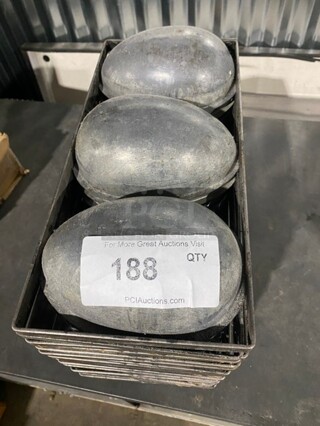 For More Great Auctions Visit
188
QTY
PCIAuctions.com